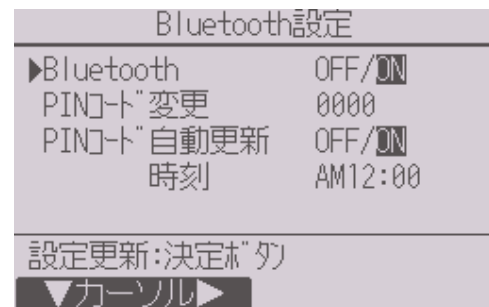 Bluetooth設定
▶Bluetooth OFF/ON
PINｺｰﾄﾞ変更 0000
PINｺｰﾄﾞ自動更新 OFF/ON
時刻 AM12:00
設定更新:決定ﾎﾞﾀﾝ
▼カーソル▶